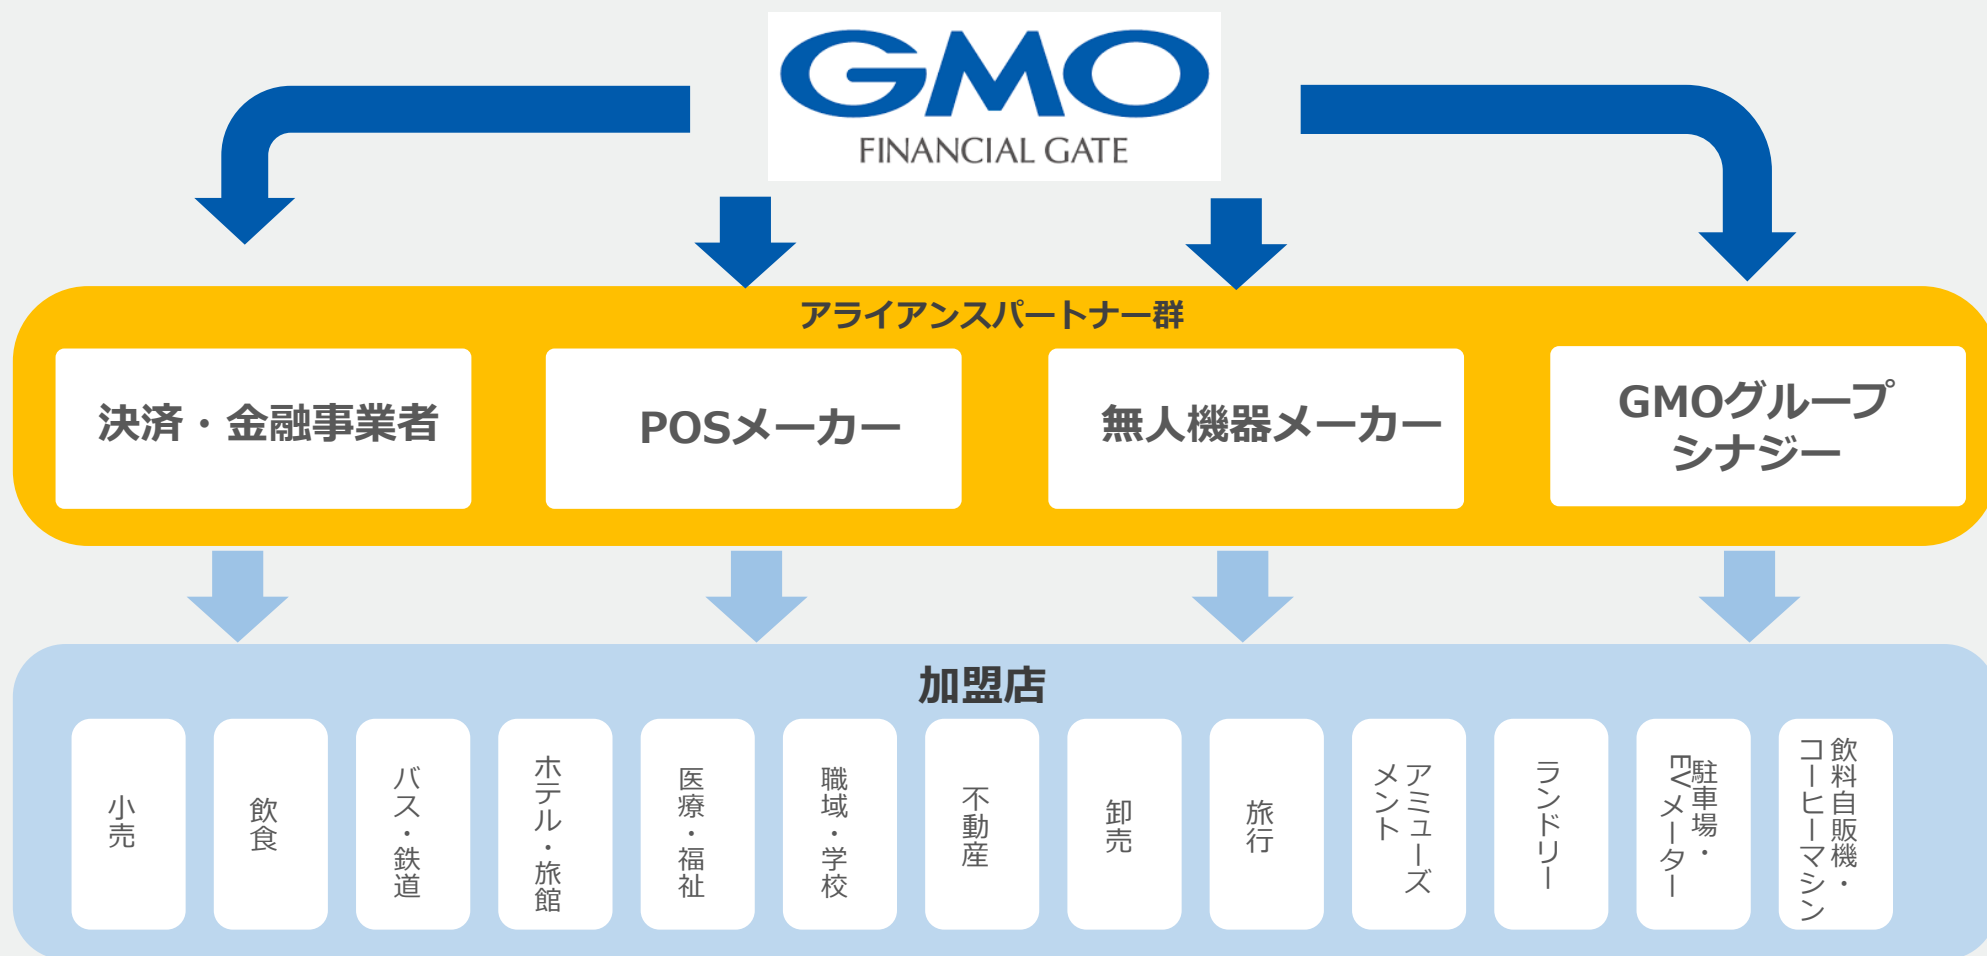 GMO
FINANCIAL GATE
アライアンスパートナー群
決済・金融事業者
POSメーカー
無人機器メーカー
GMOグループ
シナジー
加盟店
小売
飲食
バス・鉄道
ホテル・旅館
医療・福祉
職域・学校
不動産
卸売
旅行
アミューズ
メント
ランドリー
駐車場・
EVメーター
飲料自販機・
コーヒーマシン